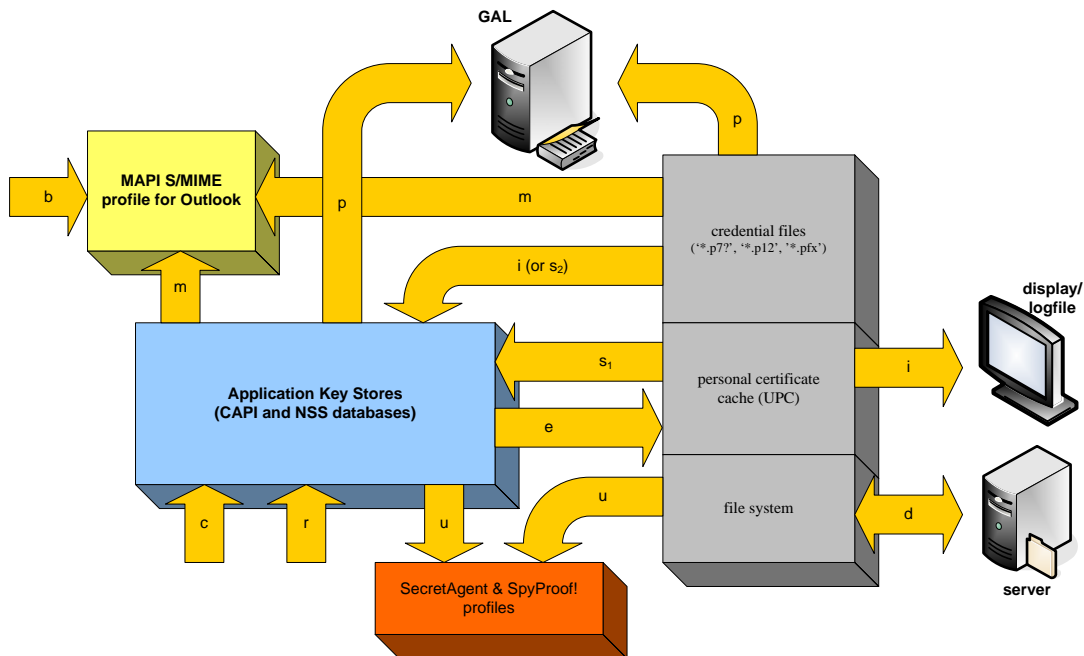 GAL
p
MAPI S/MIME
profile for Outlook
b
p
m
credential files
(‘*.p7?’, ‘*.p12’, ’*.pfx’)
i (or s₂)
m
display/
logfile
s₁
i
Application Key Stores
(CAPI and NSS databases)
personal certificate
cache (UPC)
e
u
file system
d
c
r
u
SecretAgent & SpyProof!
profiles
server